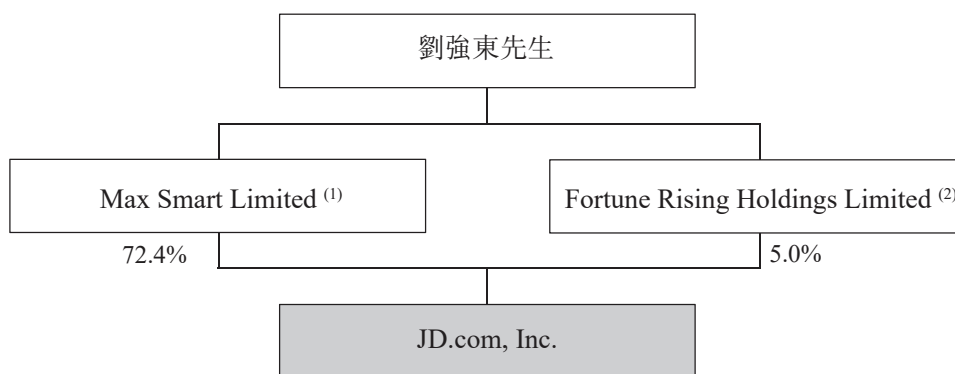 劉強東先生
Max Smart Limited (1)
Fortune Rising Holdings Limited (2)
72.4%
5.0%
JD.com, Inc.